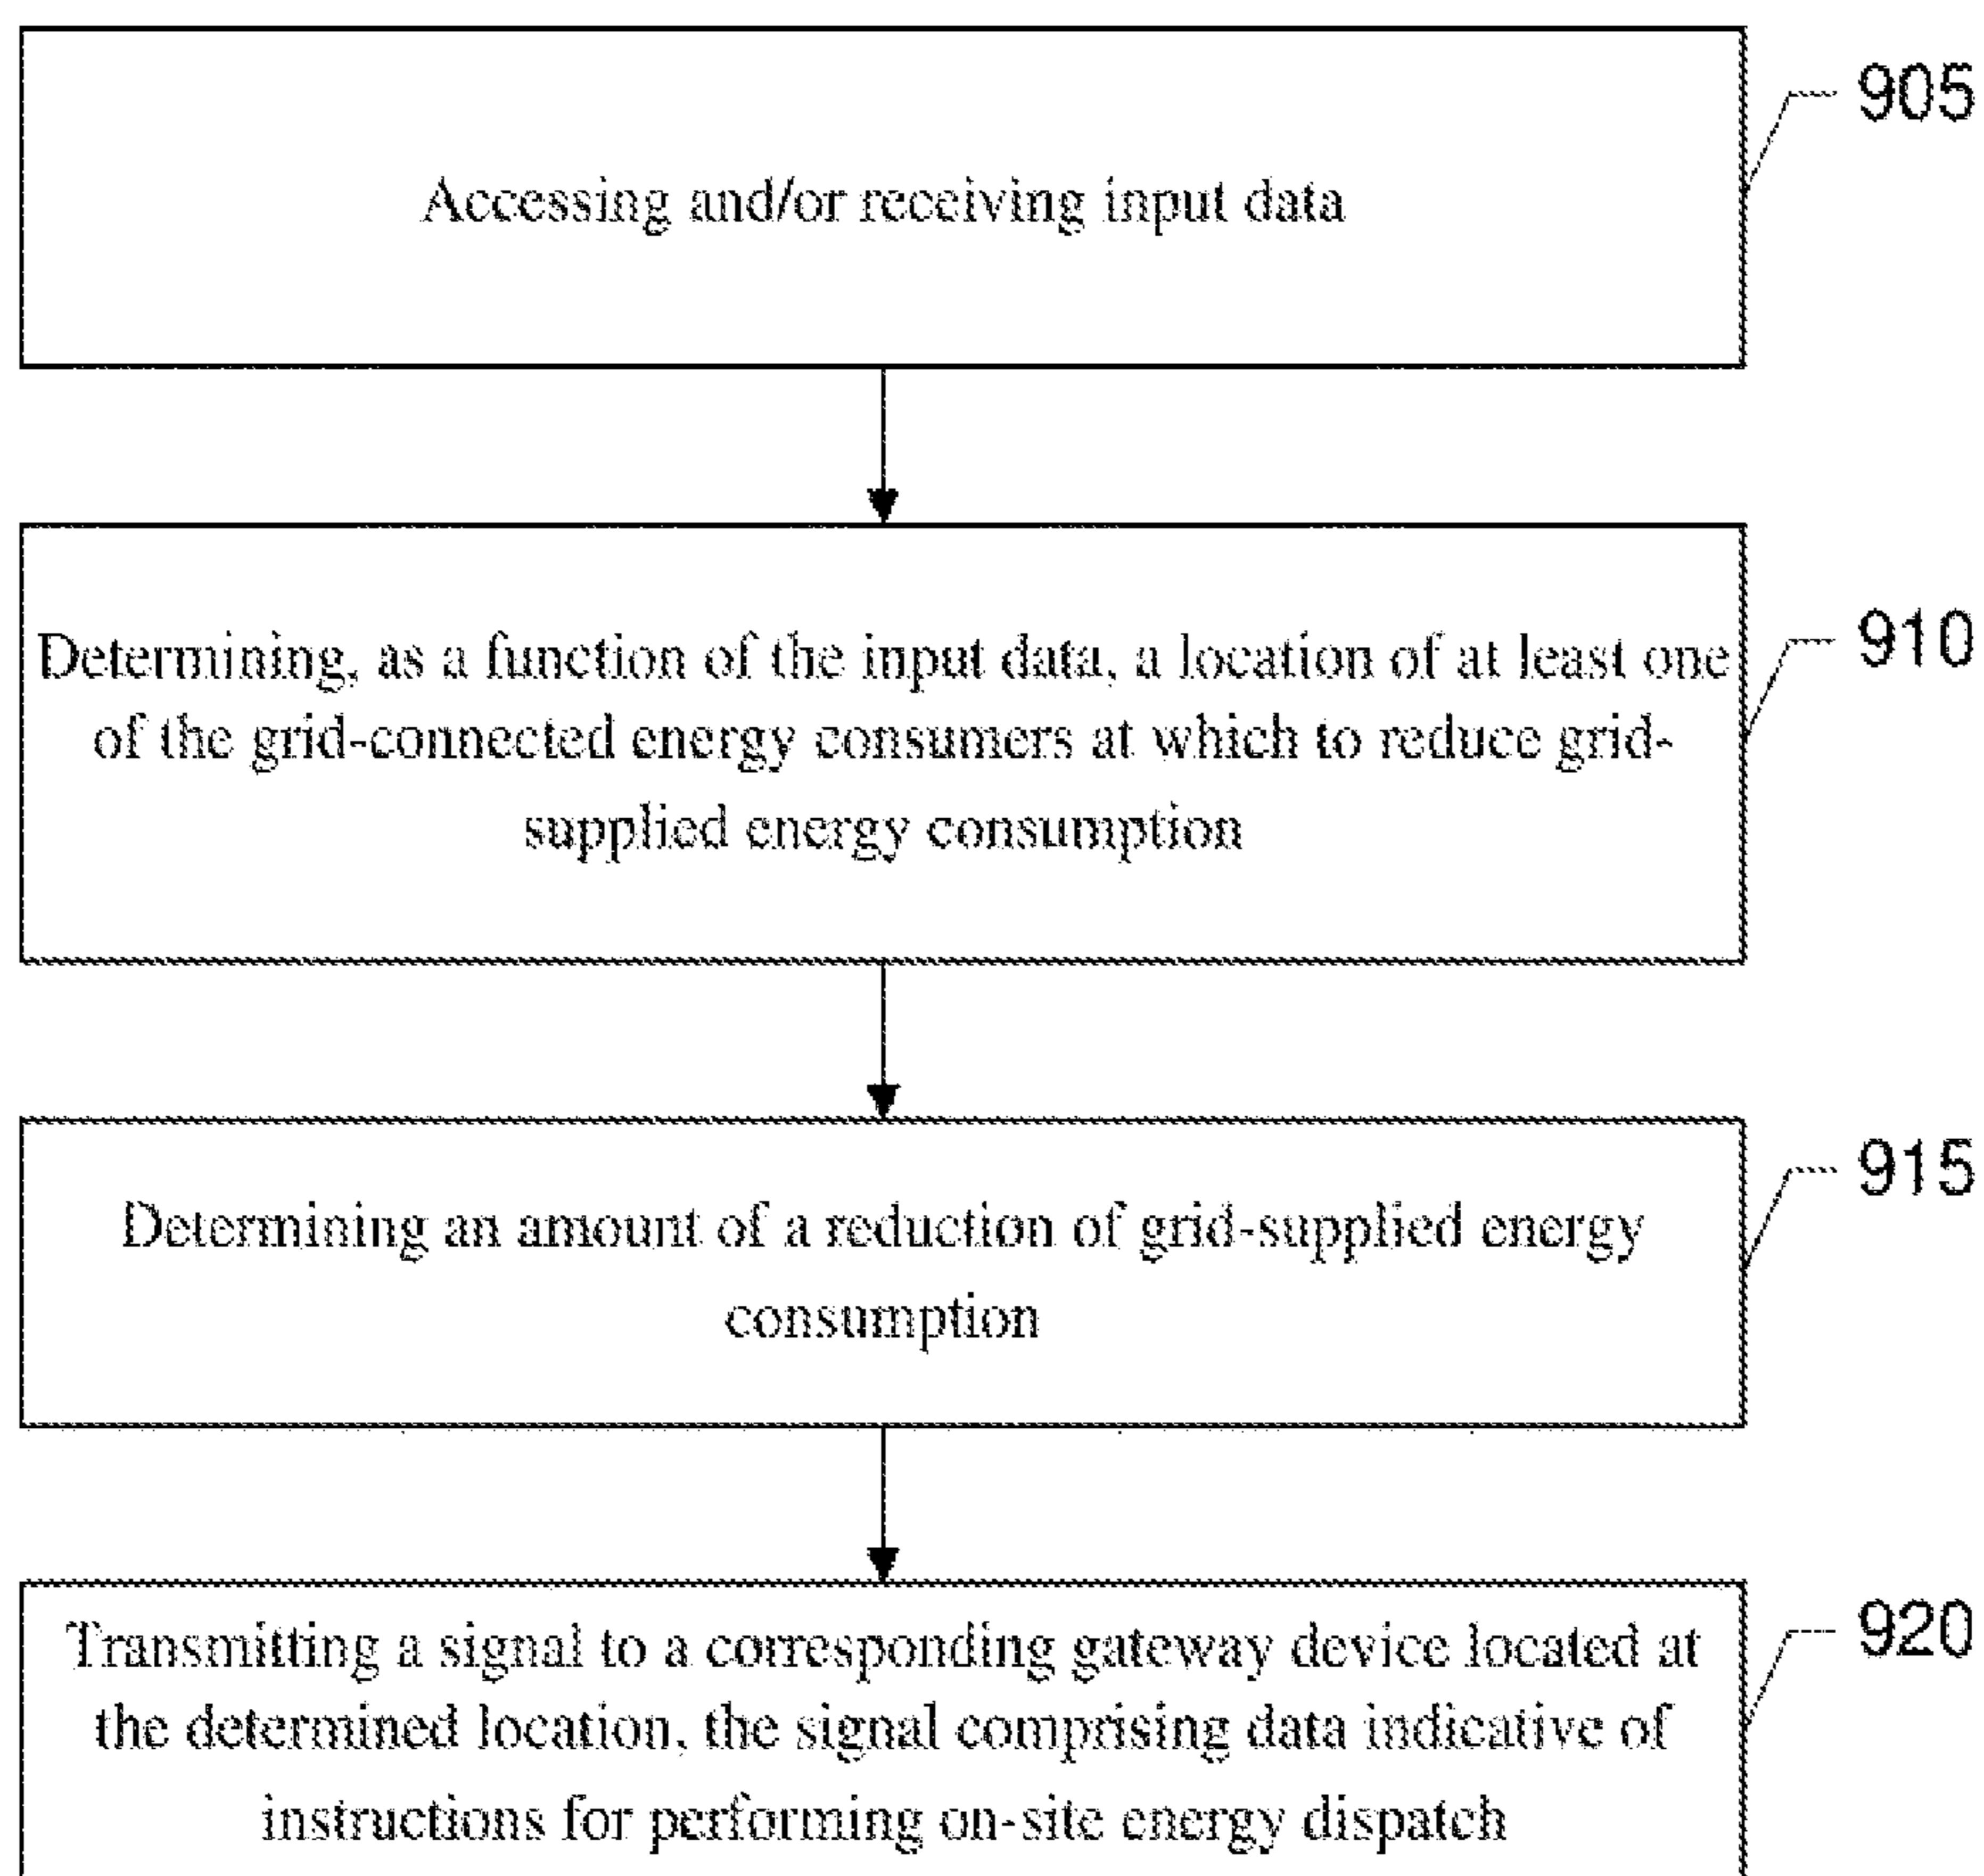 905
Accessing and/or receiving input data
910
Determining, as a function of the input data, a location of at least one
of the grid-connected energy consumers at which to reduce grid-
supplied energy consumption
915
Determining an amount of a reduction of grid-supplied energy
consumption
920
Transmitting a signal to a corresponding gateway device located at
the determined location, the signal comprising data indicative of
instructions for performing on-site energy dispatch